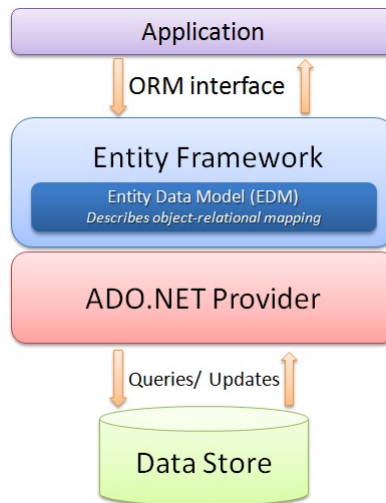 Application
ORM interface
Entity Framework
Entity Data Model (EDM)
Describes object-relational mapping
ADO.NET Provider
Queries/ Updates
Data Store